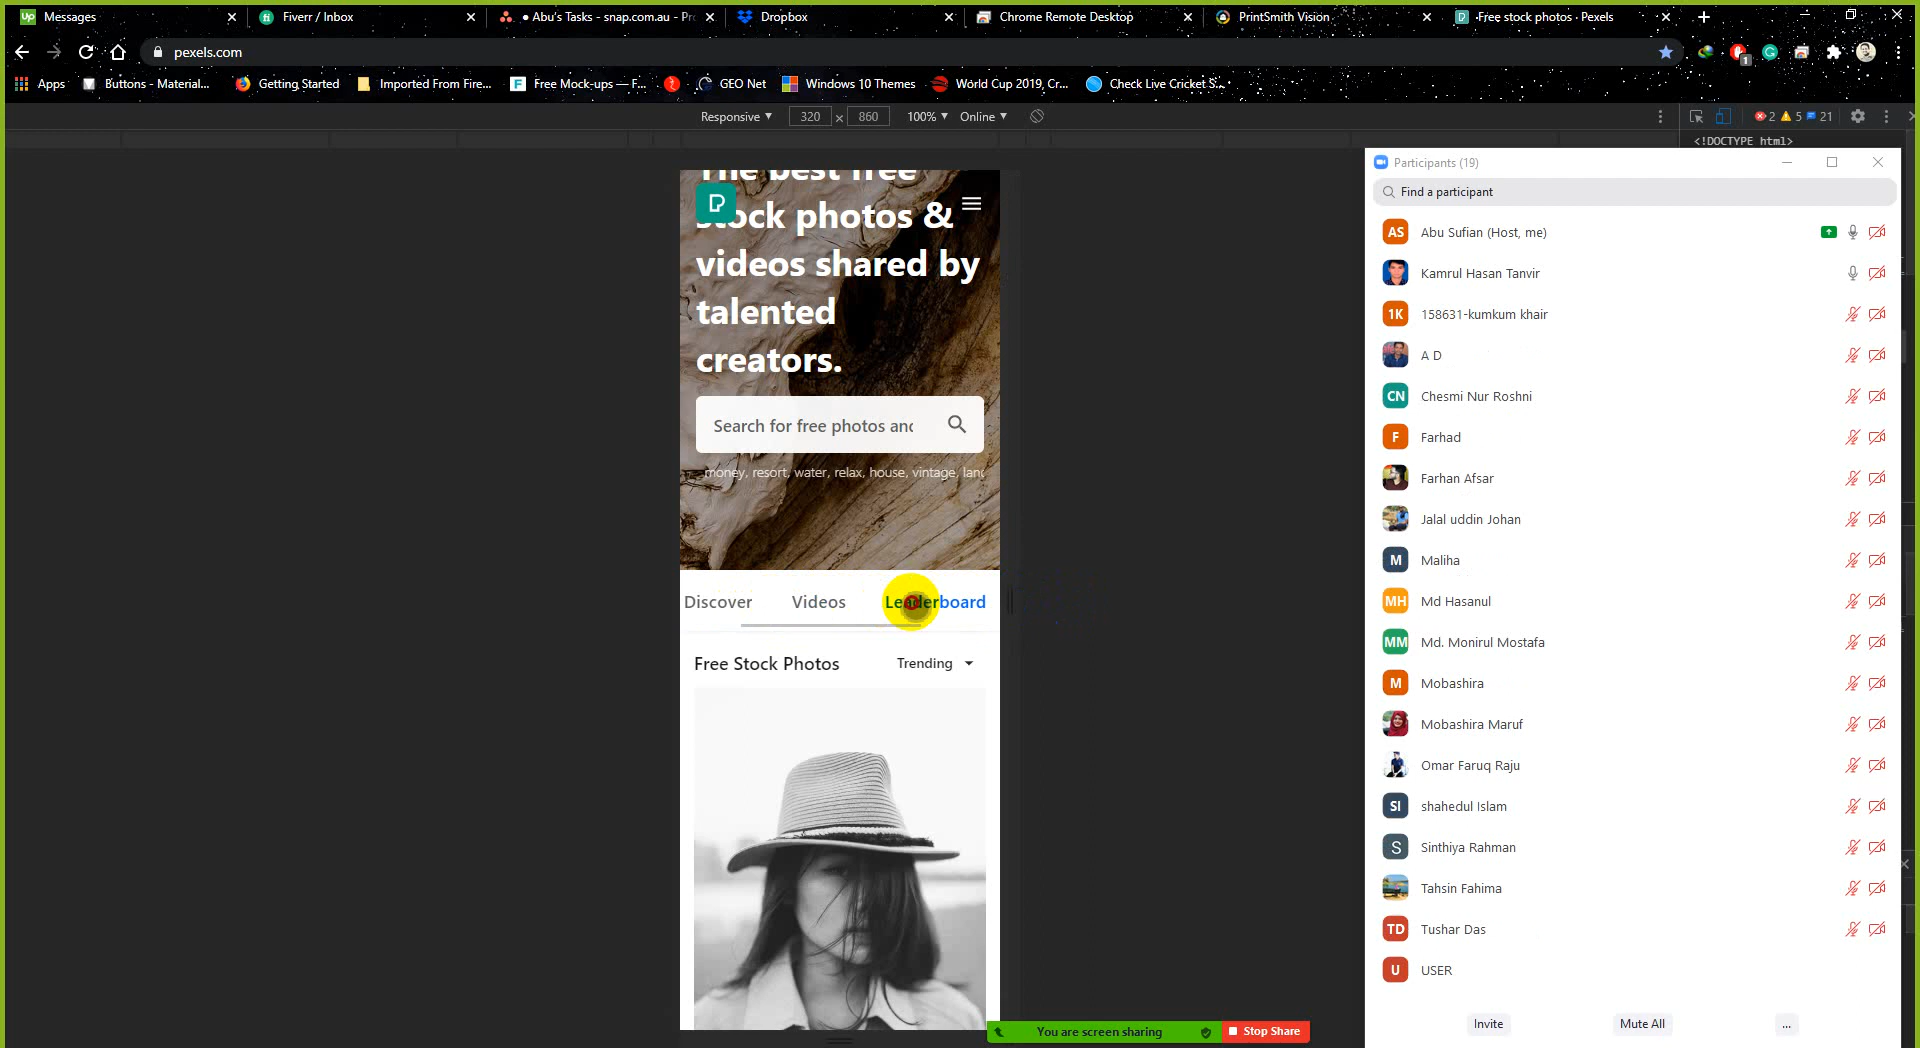 Messages
Fiverr / Inbox
● Abu's Tasks - snap.com.au - Pr
Dropbox
Chrome Remote Desktop
PrintSmith Vision
Free stock photos · Pexels
pexels.com
1
Apps
Buttons - Material...
Getting Started
Imported From Fire...
Free Mock-ups — F...
GEO Net
Windows 10 Themes
World Cup 2019, Cr...
Check Live Cricket S...
Responsive
320 x 860
100%
Online
2 5 21
<!DOCTYPE html>
The best free
stock photos &
videos shared by
talented
creators.
Search for free photos and
money, resort, water, relax, house, vintage, land
Discover Videos Leaderboard
Free Stock Photos Trending
Participants (19)
Find a participant
AS Abu Sufian (Host, me)
Kamrul Hasan Tanvir
1K 158631-kumkum khair
A D
CN Chesmi Nur Roshni
F Farhad
Farhan Afsar
Jalal uddin Johan
M Maliha
MH Md Hasanul
MM Md. Monirul Mostafa
M Mobashira
Mobashira Maruf
Omar Faruq Raju
SI shahedul Islam
S Sinthiya Rahman
Tahsin Fahima
TD Tushar Das
U USER
Invite Mute All ...
You are screen sharing Stop Share